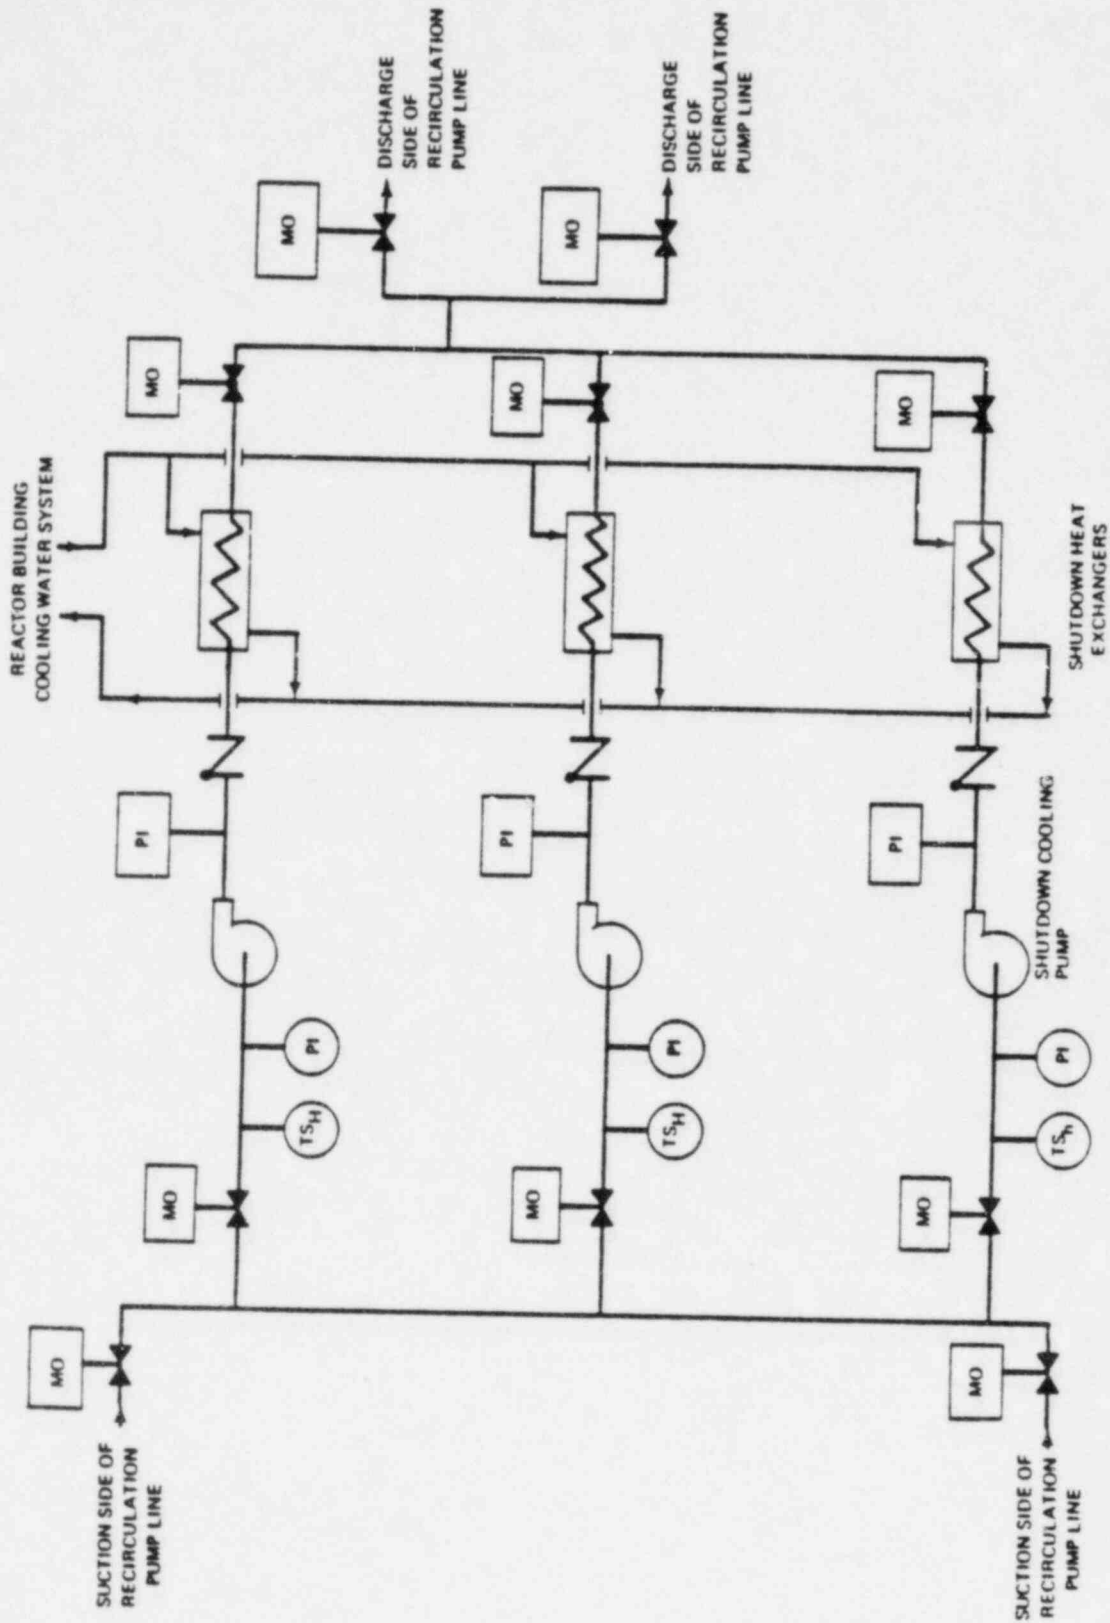 REACTOR BUILDING
COOLING WATER SYSTEM
MO
SUCTION SIDE OF
RECIRCULATION
PUMP LINE
MO
PI
MO
MO
TSH
PI
DISCHARGE
SIDE OF
RECIRCULATION
PUMP LINE
MO
PI
MO
MO
TSH
PI
DISCHARGE
SIDE OF
RECIRCULATION
PUMP LINE
MO
MO
PI
MO
SUCTION SIDE OF
RECIRCULATION
PUMP LINE
TSh
PI
SHUTDOWN COOLING
PUMP
SHUTDOWN HEAT
EXCHANGERS